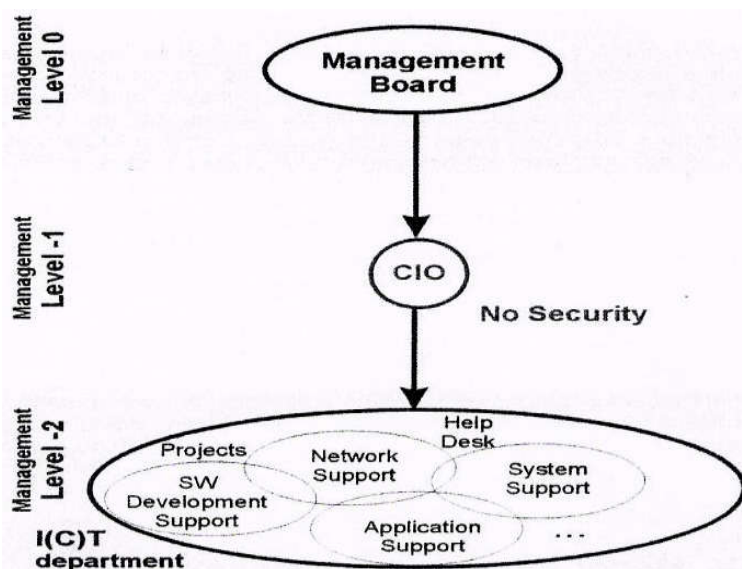 Management
Level 0
Management
Board
Management
Level -1
CIO
No Security
Management
Level -2
Help
Desk
Projects
Network
Support
System
Support
SW
Development
Support
Application
Support
...
I(C)T
department